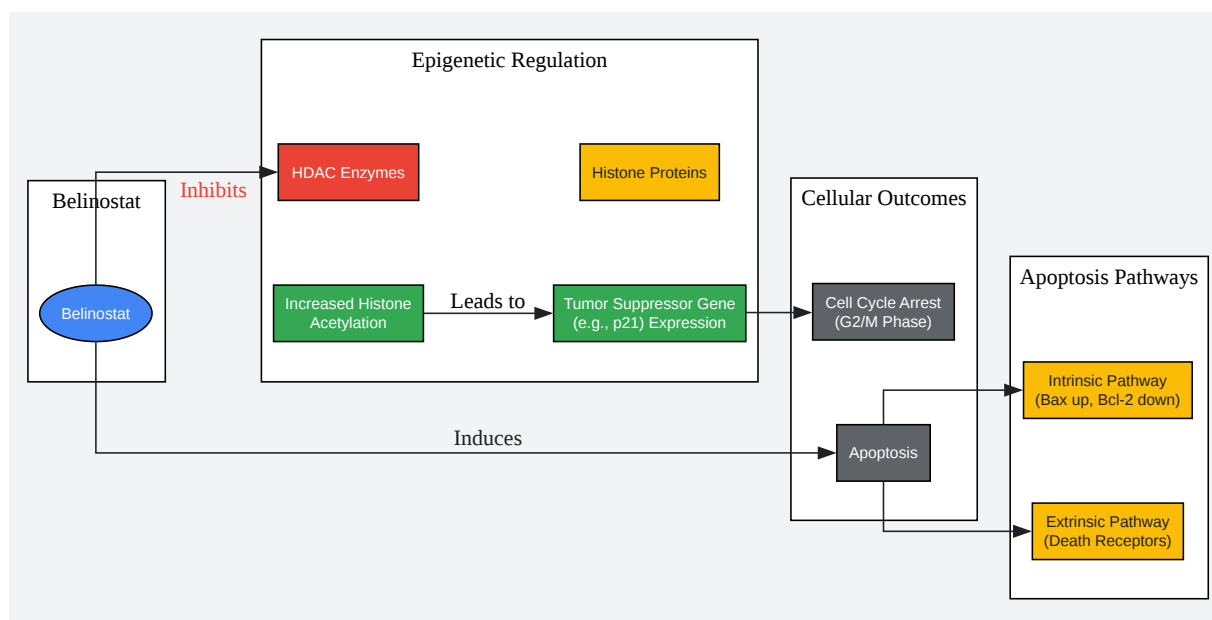 Epigenetic Regulation
HDAC Enzymes
Histone Proteins
Inhibits
Belinostat
Belinostat
Increased Histone
Acetylation
Leads to
Tumor Suppressor Gene
(e.g., p21) Expression
Cellular Outcomes
Cell Cycle Arrest
(G2/M Phase)
Induces
Apoptosis
Apoptosis Pathways
Intrinsic Pathway
(Bax up, Bcl-2 down)
Extrinsic Pathway
(Death Receptors)